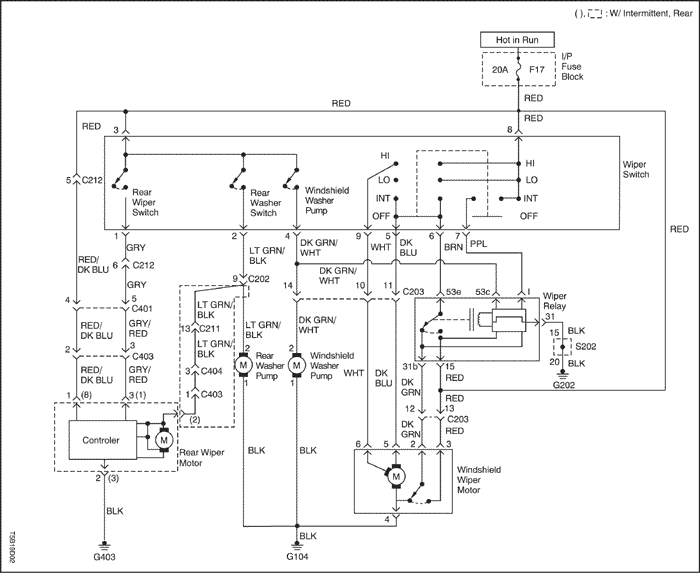 ( ), : W/ Intermittent, Rear
Hot in Run
20A F17
I/P
Fuse
Block
RED
RED
RED
RED
RED
3
8
5 C212
HI
LO
INT
OFF
HI
LO
INT
OFF
Wiper
Switch
Rear
Wiper
Switch
Rear
Washer
Switch
Windshield
Washer
Pump
1
2
4
9
5
6
7
GRY
LT GRN/
BLK
DK GRN/
WHT
WHT
DK
BLU
BRN
PPL
6 C212
RED/
DK BLU
GRY
9 C202
DK GRN/
WHT
14
10
11
C203
53e
53c
I
Wiper
Relay
4
5
C401
LT GRN/
BLK
13 C211
LT GRN/
BLK
DK GRN/
WHT
31
BLK
15
S202
RED/
DK BLU
GRY/
RED
2
3
C403
LT GRN/
BLK
3 C404
1 C403
2
M
1
Rear
Washer
Pump
2
M
1
Windshield
Washer
Pump
WHT
DK
BLU
31b
15
20
BLK
G202
RED/
DK BLU
GRY/
RED
DK
GRN
RED
RED
1 (8)
3 (1)
(2)
12
13
C203
DK
GRN
RED
Controler
M
Rear Wiper
Motor
BLK
BLK
6
5
2
3
M
4
Windshield
Wiper
Motor
2 (3)
BLK
BLK
G403
G104
T5B18D02